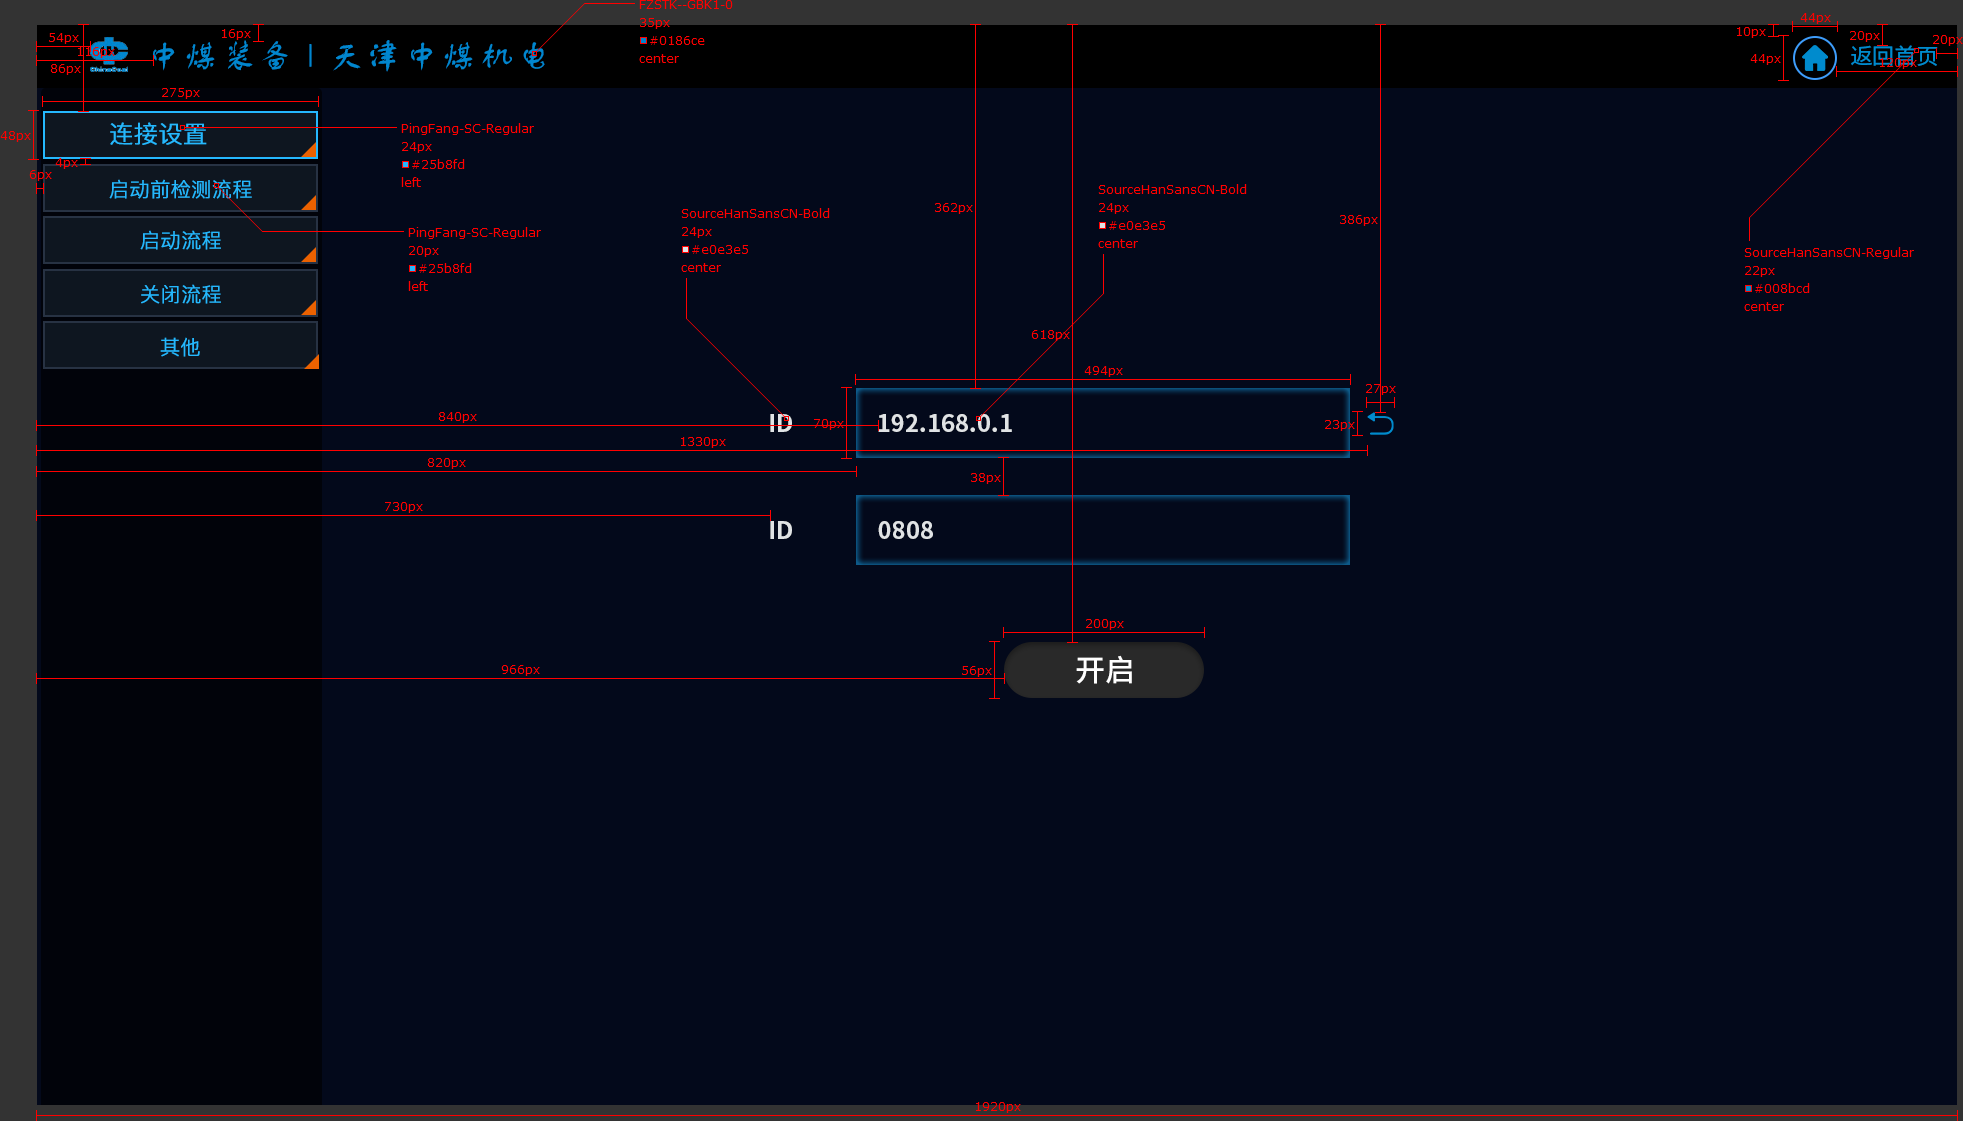 FZSTK--GBK1-0
35px
#0186ce
center
54px
16px
86px
中煤装备 | 天津中煤机电
10px
44px
44px
20px
20px
返回首页
120px
275px
48px
连接设置
4px
6px
启动前检测流程
启动流程
关闭流程
其他
PingFang-SC-Regular
24px
#25b8fd
left
PingFang-SC-Regular
20px
#25b8fd
left
SourceHanSansCN-Bold
24px
#e0e3e5
center
362px
SourceHanSansCN-Bold
24px
#e0e3e5
center
386px
SourceHanSansCN-Regular
22px
#008bcd
center
618px
494px
27px
840px
ID
70px
192.168.0.1
23px
1330px
820px
38px
730px
ID
0808
200px
966px
56px
开启
1920px